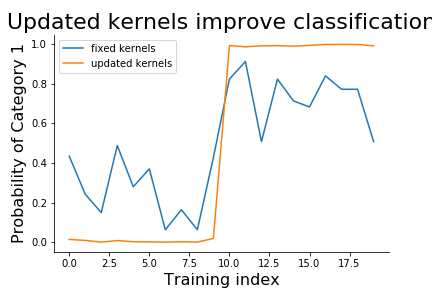 Updated kernels improve classification
1.0
0.8
0.6
0.4
0.2
0.0
Probability of Category 1
fixed kernels
updated kernels
0.0 2.5 5.0 7.5 10.0 12.5 15.0 17.5
Training index